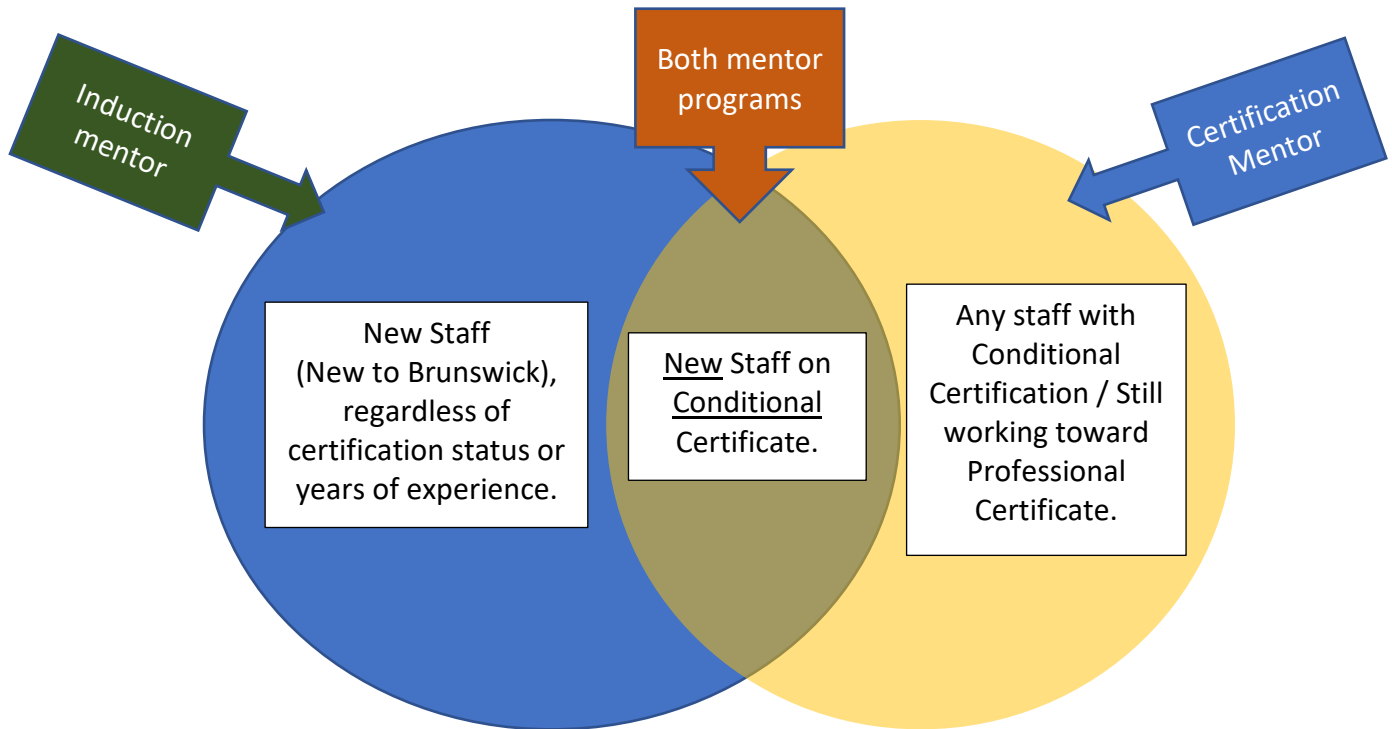 Induction
mentor
Both mentor
programs
Certification
Mentor
New Staff
(New to Brunswick),
regardless of
certification status or
years of experience.
New Staff on
Conditional
Certificate.
Any staff with
Conditional
Certification / Still
working toward
Professional
Certificate.